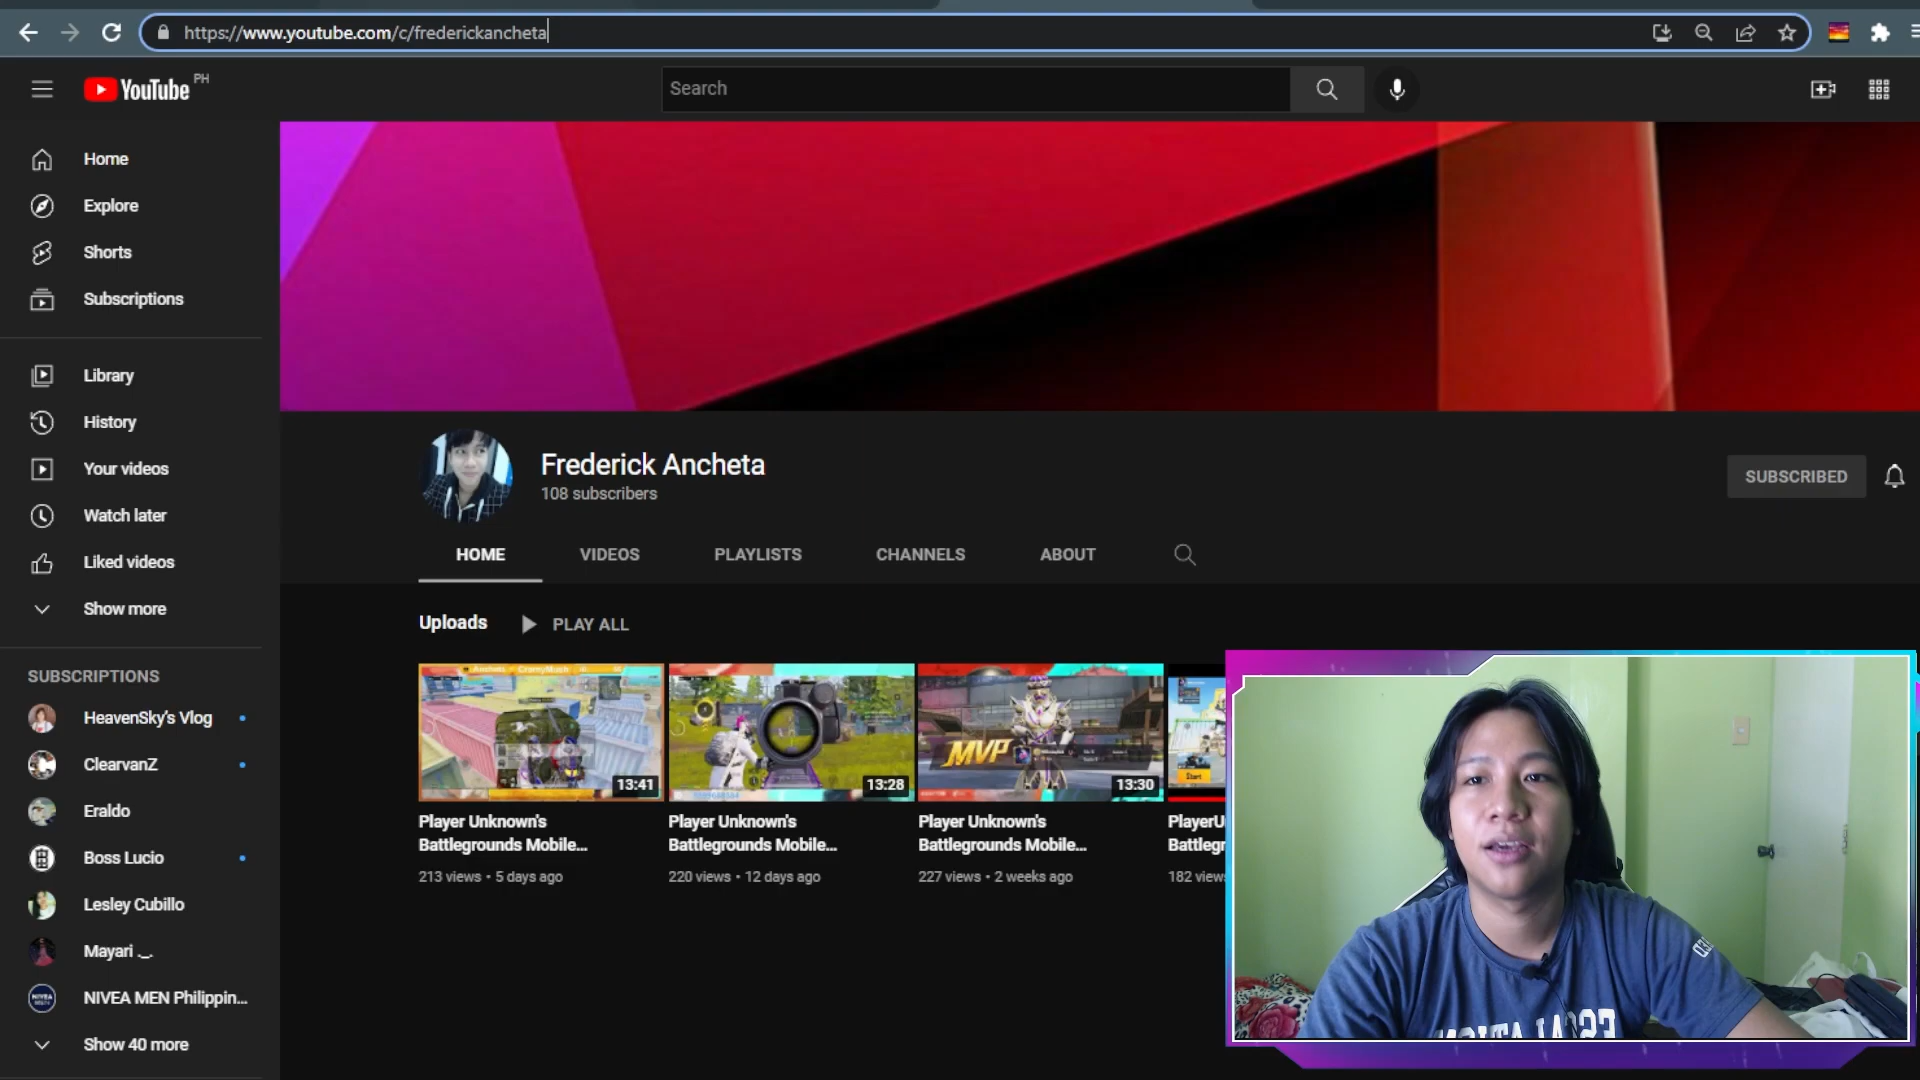 https://www.youtube.com/c/frederickancheta
YouTube PH
Search
Home
Explore
Shorts
Subscriptions
Library
History
Your videos
Watch later
Liked videos
Show more
SUBSCRIPTIONS
HeavenSky's Vlog
ClearvanZ
Eraldo
Boss Lucio
Lesley Cubillo
Mayari ._.
NIVEA MEN Philippin...
Show 40 more
Frederick Ancheta
108 subscribers
SUBSCRIBED
HOME
VIDEOS
PLAYLISTS
CHANNELS
ABOUT
Uploads
PLAY ALL
13:41
Player Unknown's
Battlegrounds Mobile...
213 views • 5 days ago
13:28
Player Unknown's
Battlegrounds Mobile...
220 views • 12 days ago
MVP
13:30
Player Unknown's
Battlegrounds Mobile...
227 views • 2 weeks ago
Start
PlayerU
Battlegr
182 views